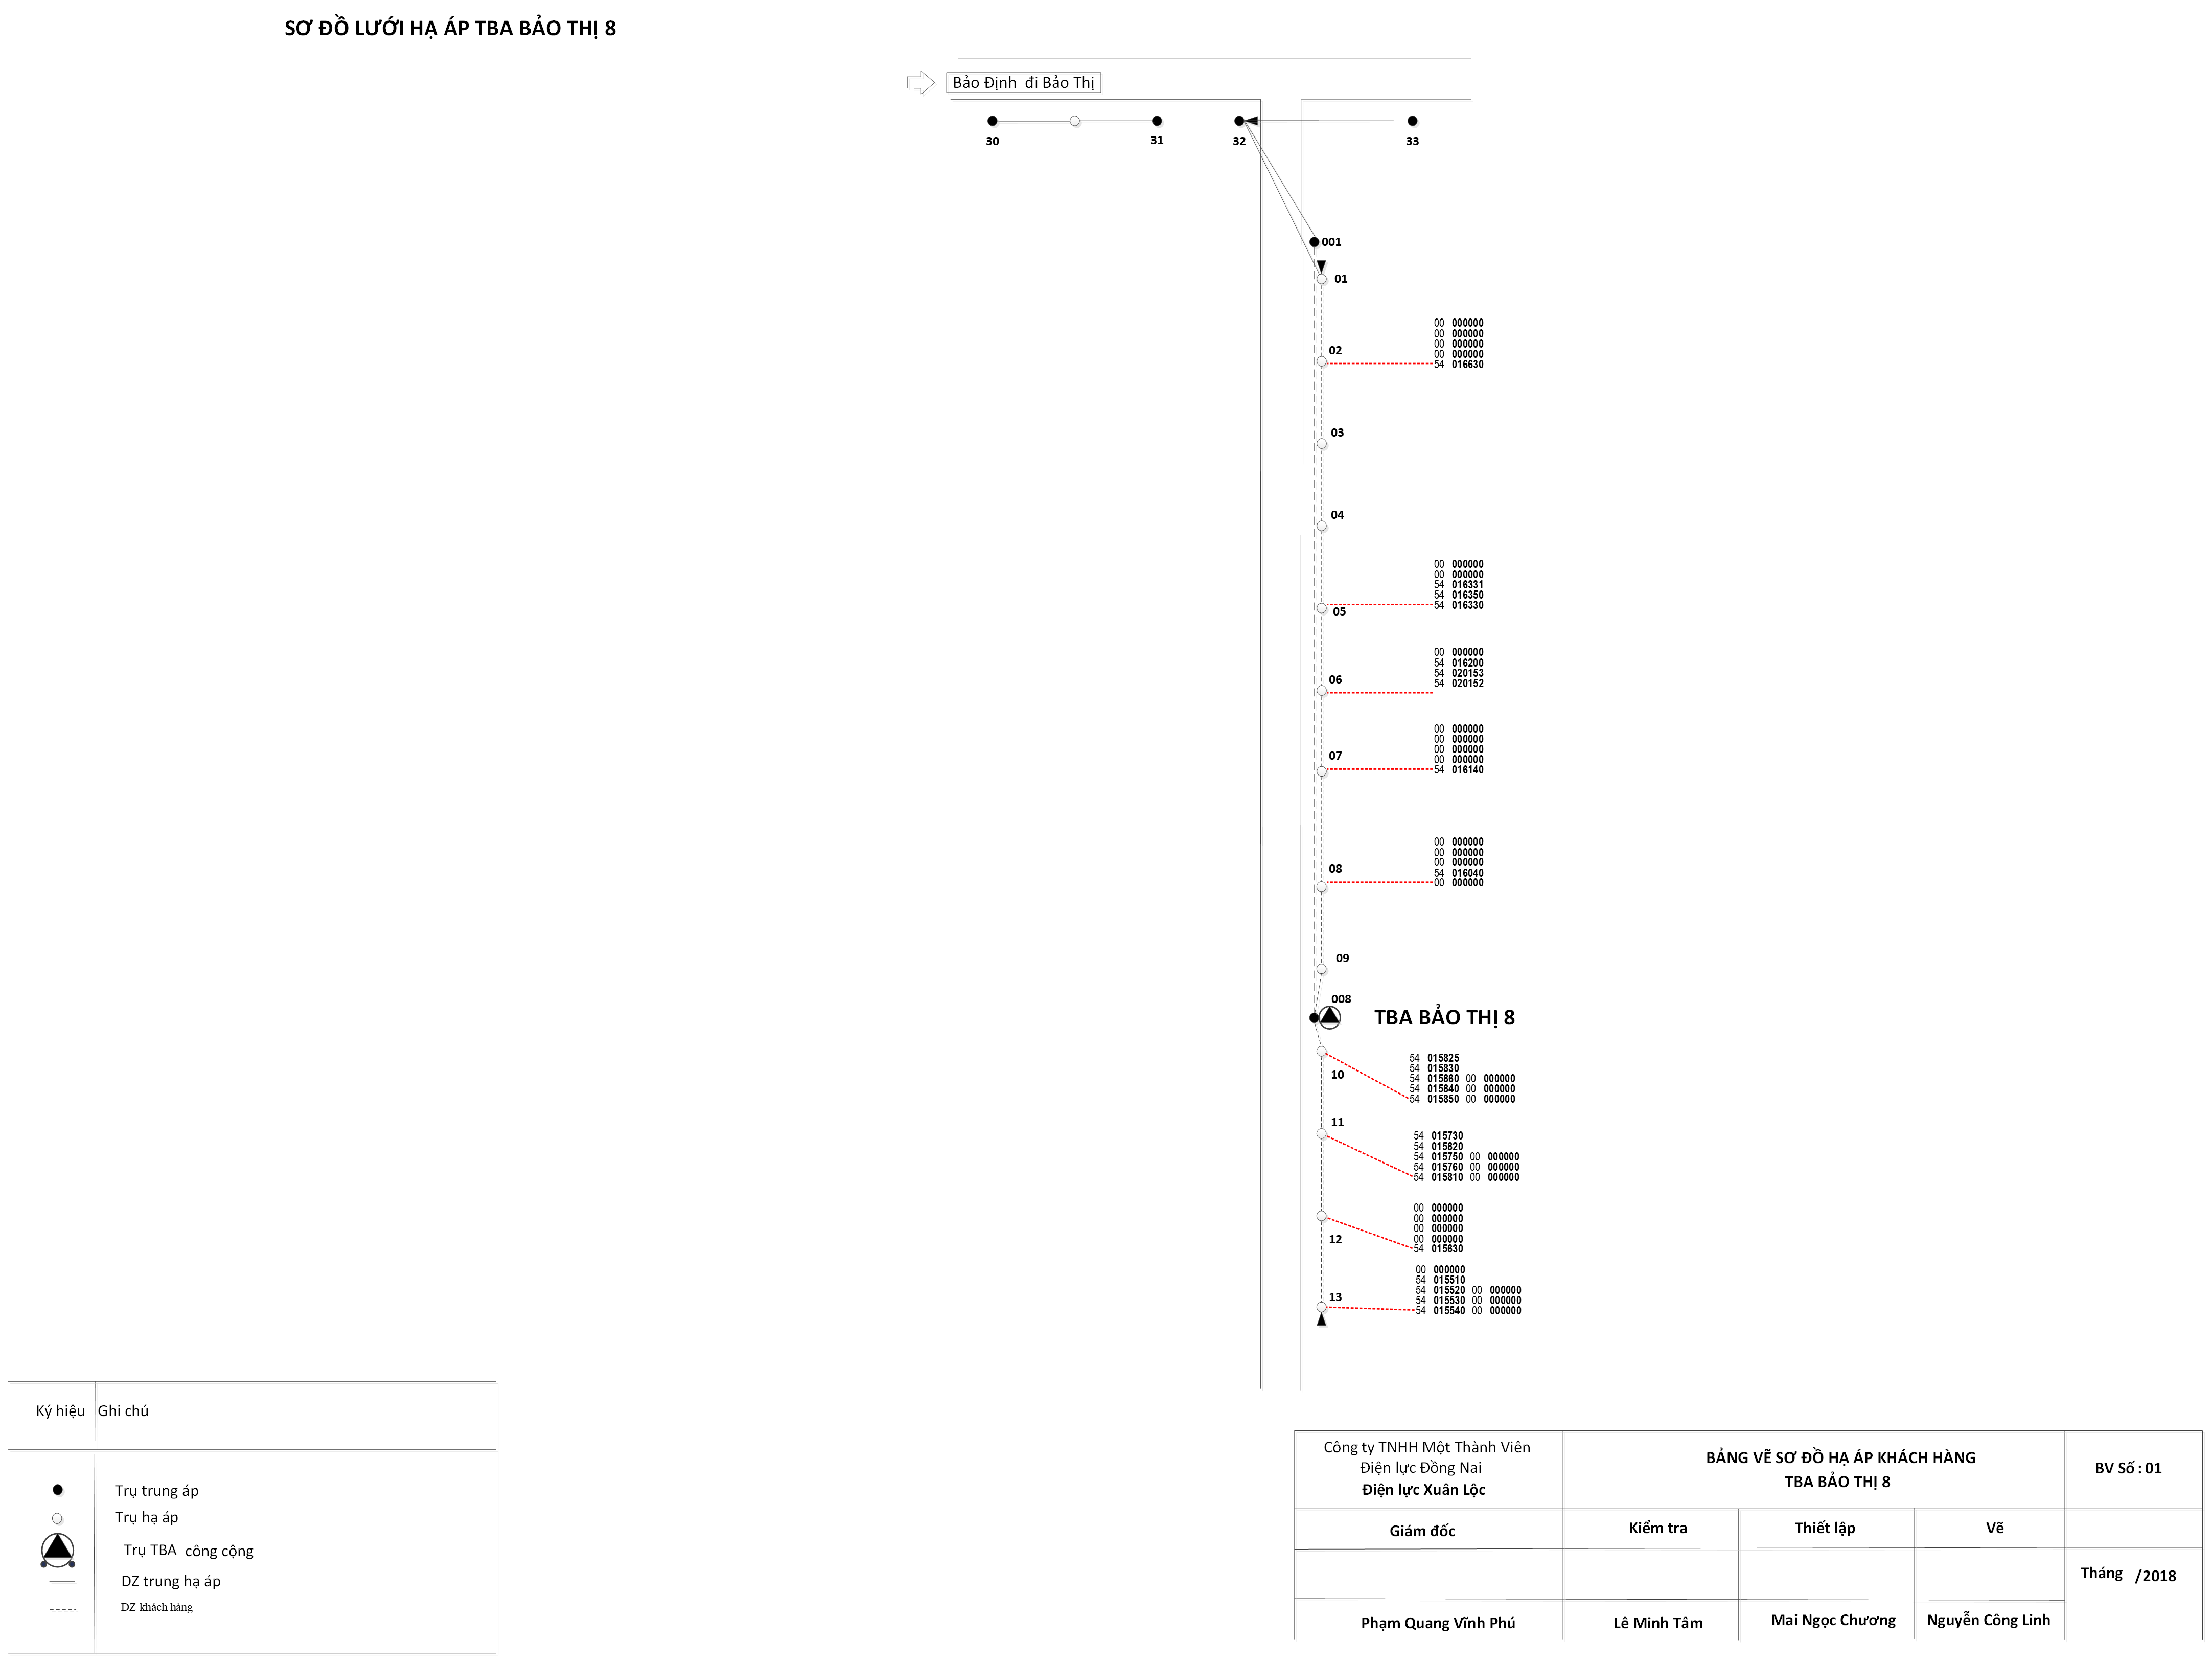 SƠ ĐỒ LƯỚI HẠ ÁP TBA BẢO THỊ 8
Bảo Định đi Bảo Thị
30
31
32
33
001
01
00 000000
00 000000
00 000000
00 000000
02
54 016630
03
04
00 000000
00 000000
54 016331
54 016350
54 016330
05
00 000000
54 016200
54 020153
54 020152
06
00 000000
00 000000
00 000000
00 000000
07
54 016140
00 000000
00 000000
00 000000
54 016040
08
00 000000
09
008
TBA BẢO THỊ 8
54 015825
54 015830
54 015860 00 000000
54 015840 00 000000
54 015850 00 000000
10
11
54 015730
54 015820
54 015750 00 000000
54 015760 00 000000
54 015810 00 000000
00 000000
00 000000
00 000000
00 000000
54 015630
12
00 000000
54 015510
54 015520 00 000000
54 015530 00 000000
54 015540 00 000000
13
Ký hiệu Ghi chú
Trụ trung áp
Trụ hạ áp
Trụ TBA công cộng
DZ trung hạ áp
DZ khách hàng
Công ty TNHH Một Thành Viên
Điện lực Đồng Nai
Điện lực Xuân Lộc
BẢNG VẼ SƠ ĐỒ HẠ ÁP KHÁCH HÀNG
TBA BẢO THỊ 8
BV Số : 01
Giám đốc
Kiểm tra
Thiết lập
Vẽ
Tháng /2018
Phạm Quang Vĩnh Phú
Lê Minh Tâm
Mai Ngọc Chương
Nguyễn Công Linh